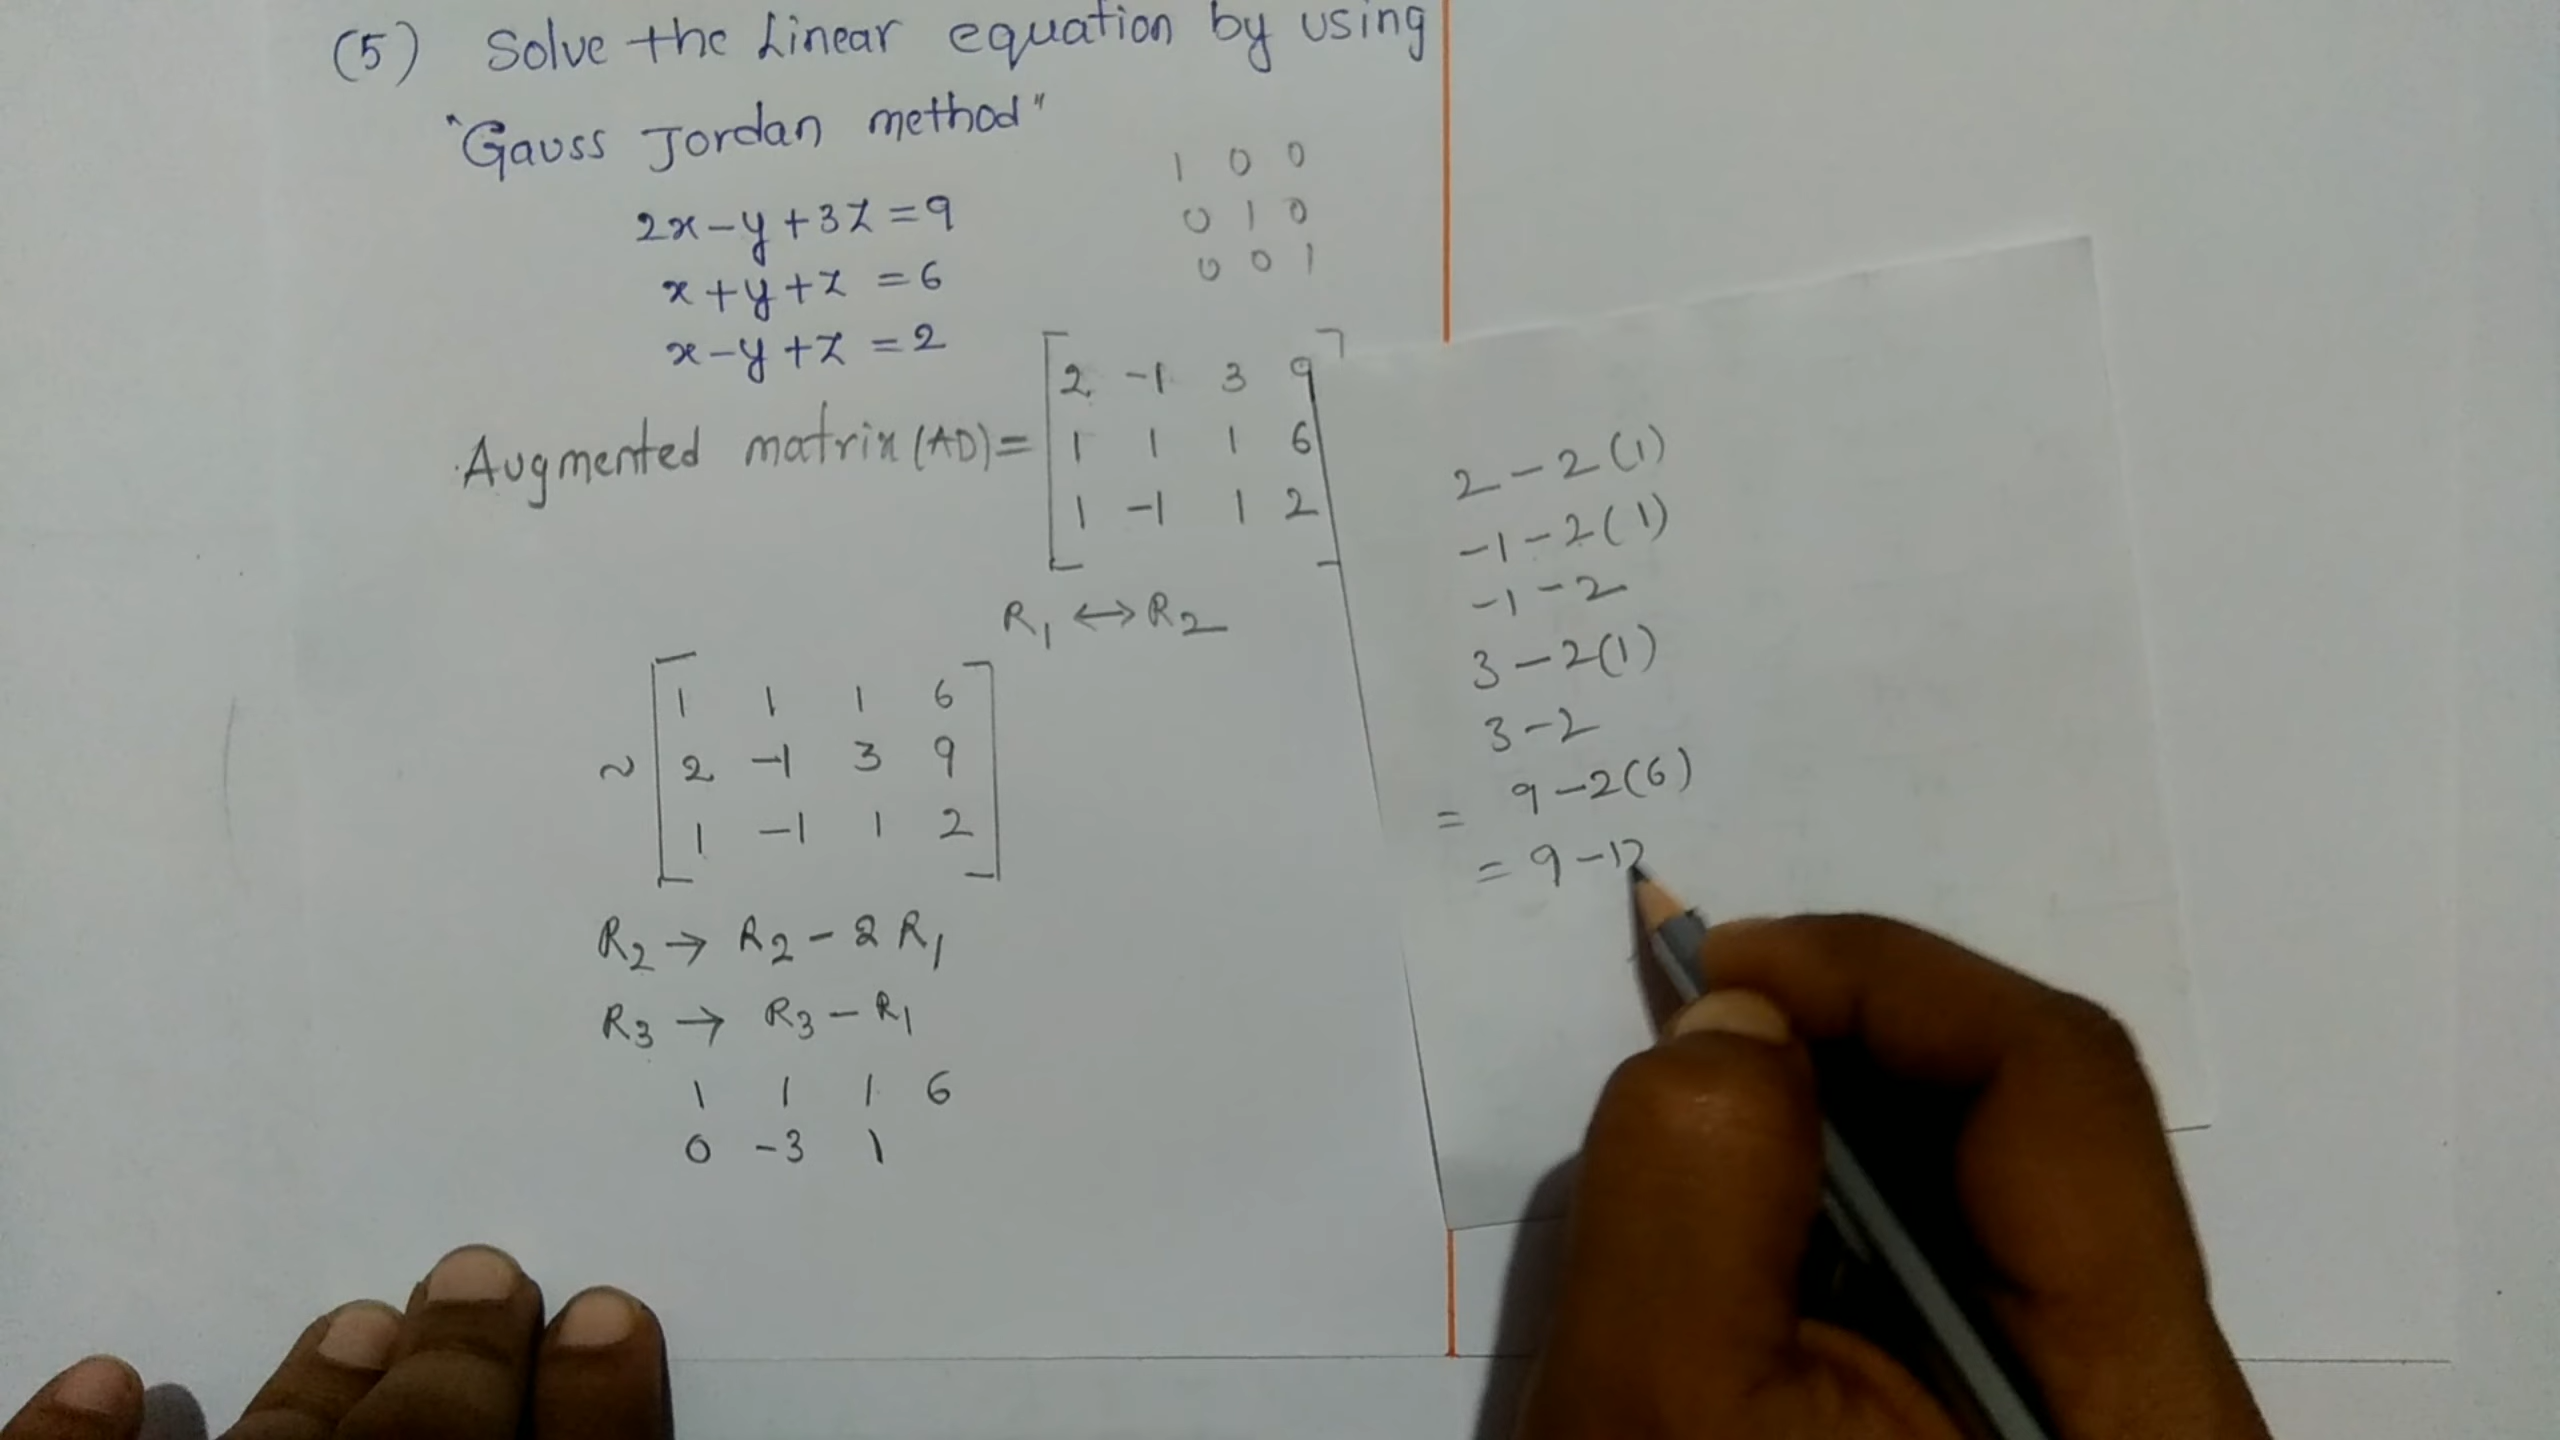 (5) Solve the Linear equation by using
"Gauss Jordan method"
2x-y+3z=9
x+y+z=6
x-y+z=2
1 0 0
0 1 0
0 0 1
Augmented matrix (AD)=
2 -1 3 9
1 1 1 6
1 -1 1 2
R1 ↔ R2
~
1 1 1 6
2 -1 3 9
1 -1 1 2
R2 → R2 - 2 R1
R3 → R3 - R1
1 1 1 6
0 -3 1
2-2(1)
-1-2(1)
-1-2
3-2(1)
3-2
= 9-2(6)
= 9-12